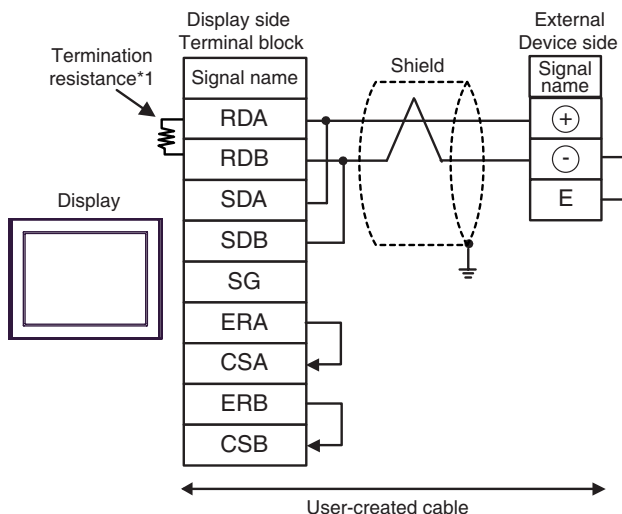 Display side
Terminal block
External
Device side
Termination
resistance*1
Shield
Signal name
Signal
name
RDA
+
RDB
-
SDA
E
Display
SDB
SG
ERA
CSA
ERB
CSB
User-created cable